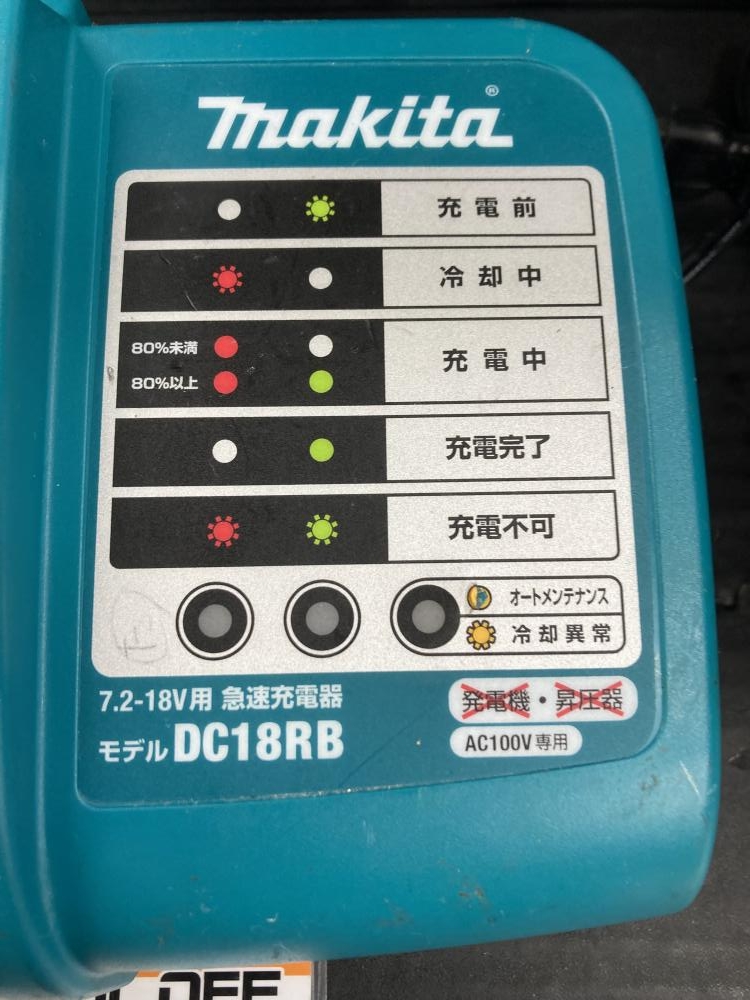 makita®
充電前
冷却中
80%未満
80%以上
充電中
充電完了
充電不可
オートメンテナンス
冷却異常
7.2-18V用 急速充電器
モデル DC18RB
発電機・昇圧器
AC100V専用
OFF